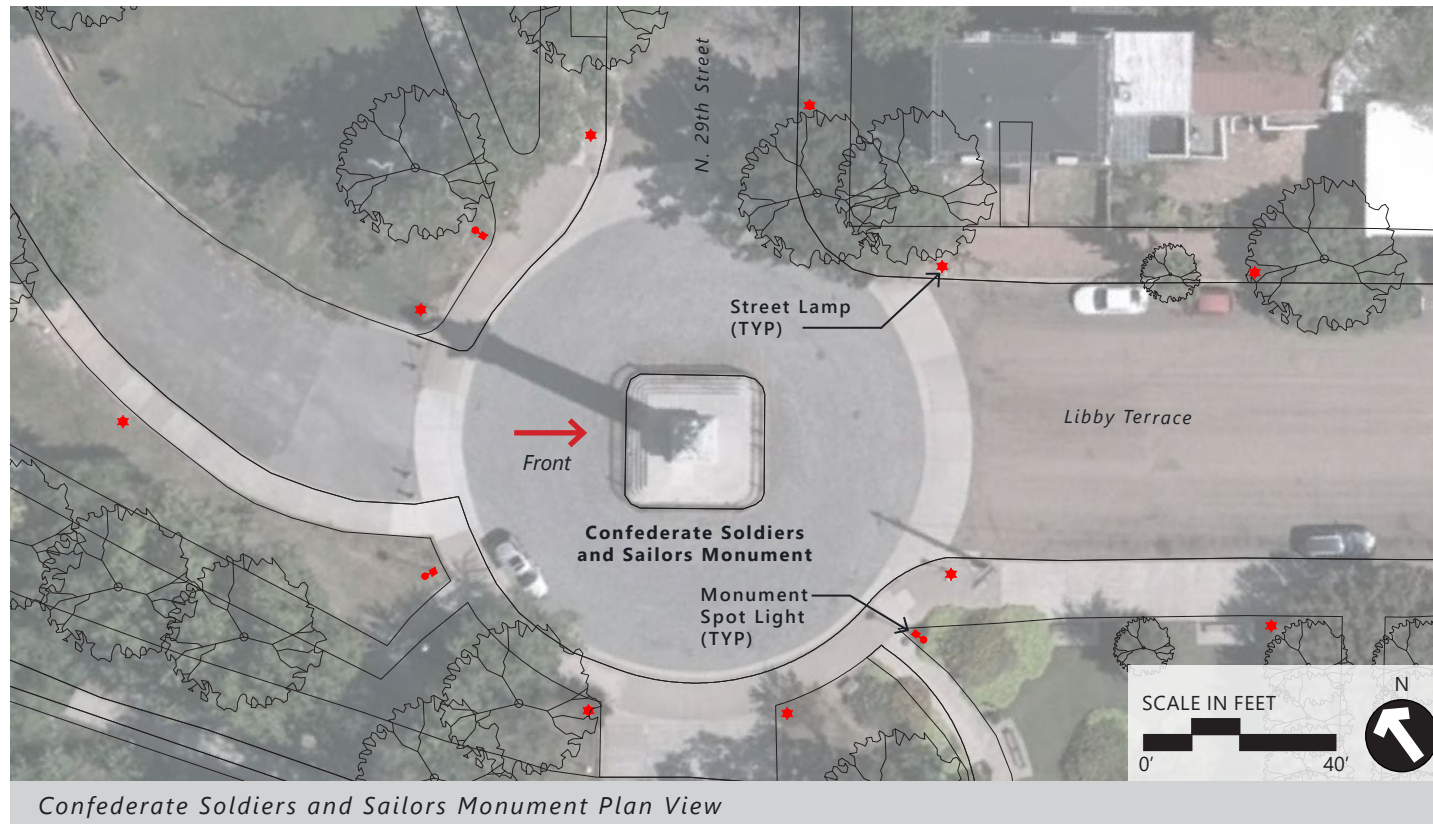 N. 29th Street
Street Lamp
(TYP)
Libby Terrace
Front
Confederate Soldiers
and Sailors Monument
Monument
Spot Light
(TYP)
SCALE IN FEET
0'
40'
N
Confederate Soldiers and Sailors Monument Plan View